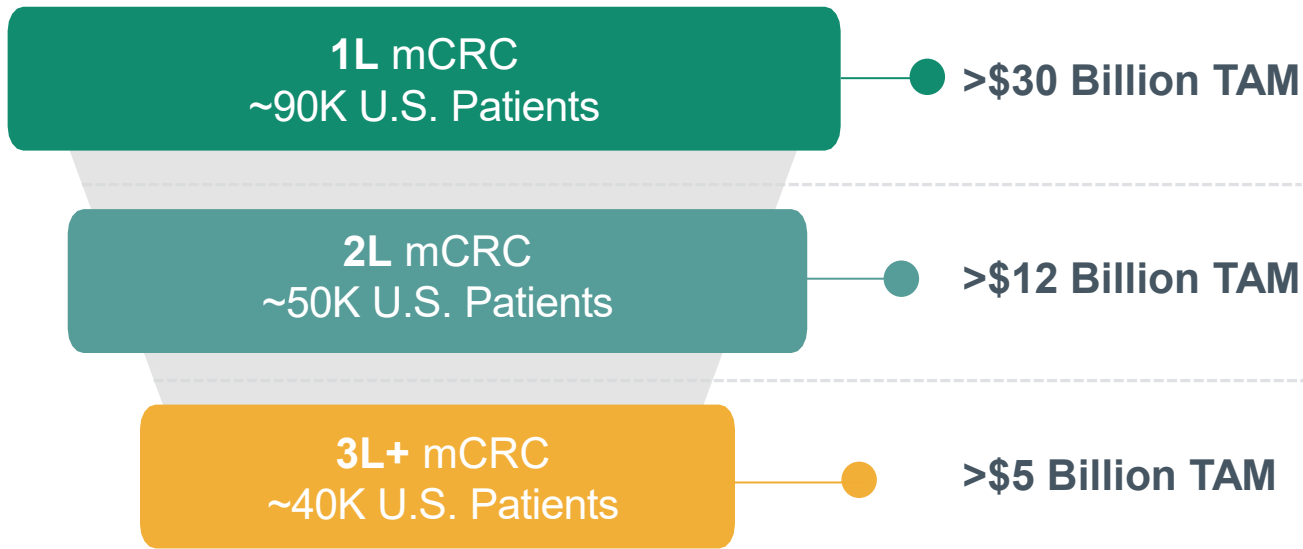 1L mCRC
~90K U.S. Patients
>$30 Billion TAM
2L mCRC
~50K U.S. Patients
>$12 Billion TAM
3L+ mCRC
~40K U.S. Patients
>$5 Billion TAM